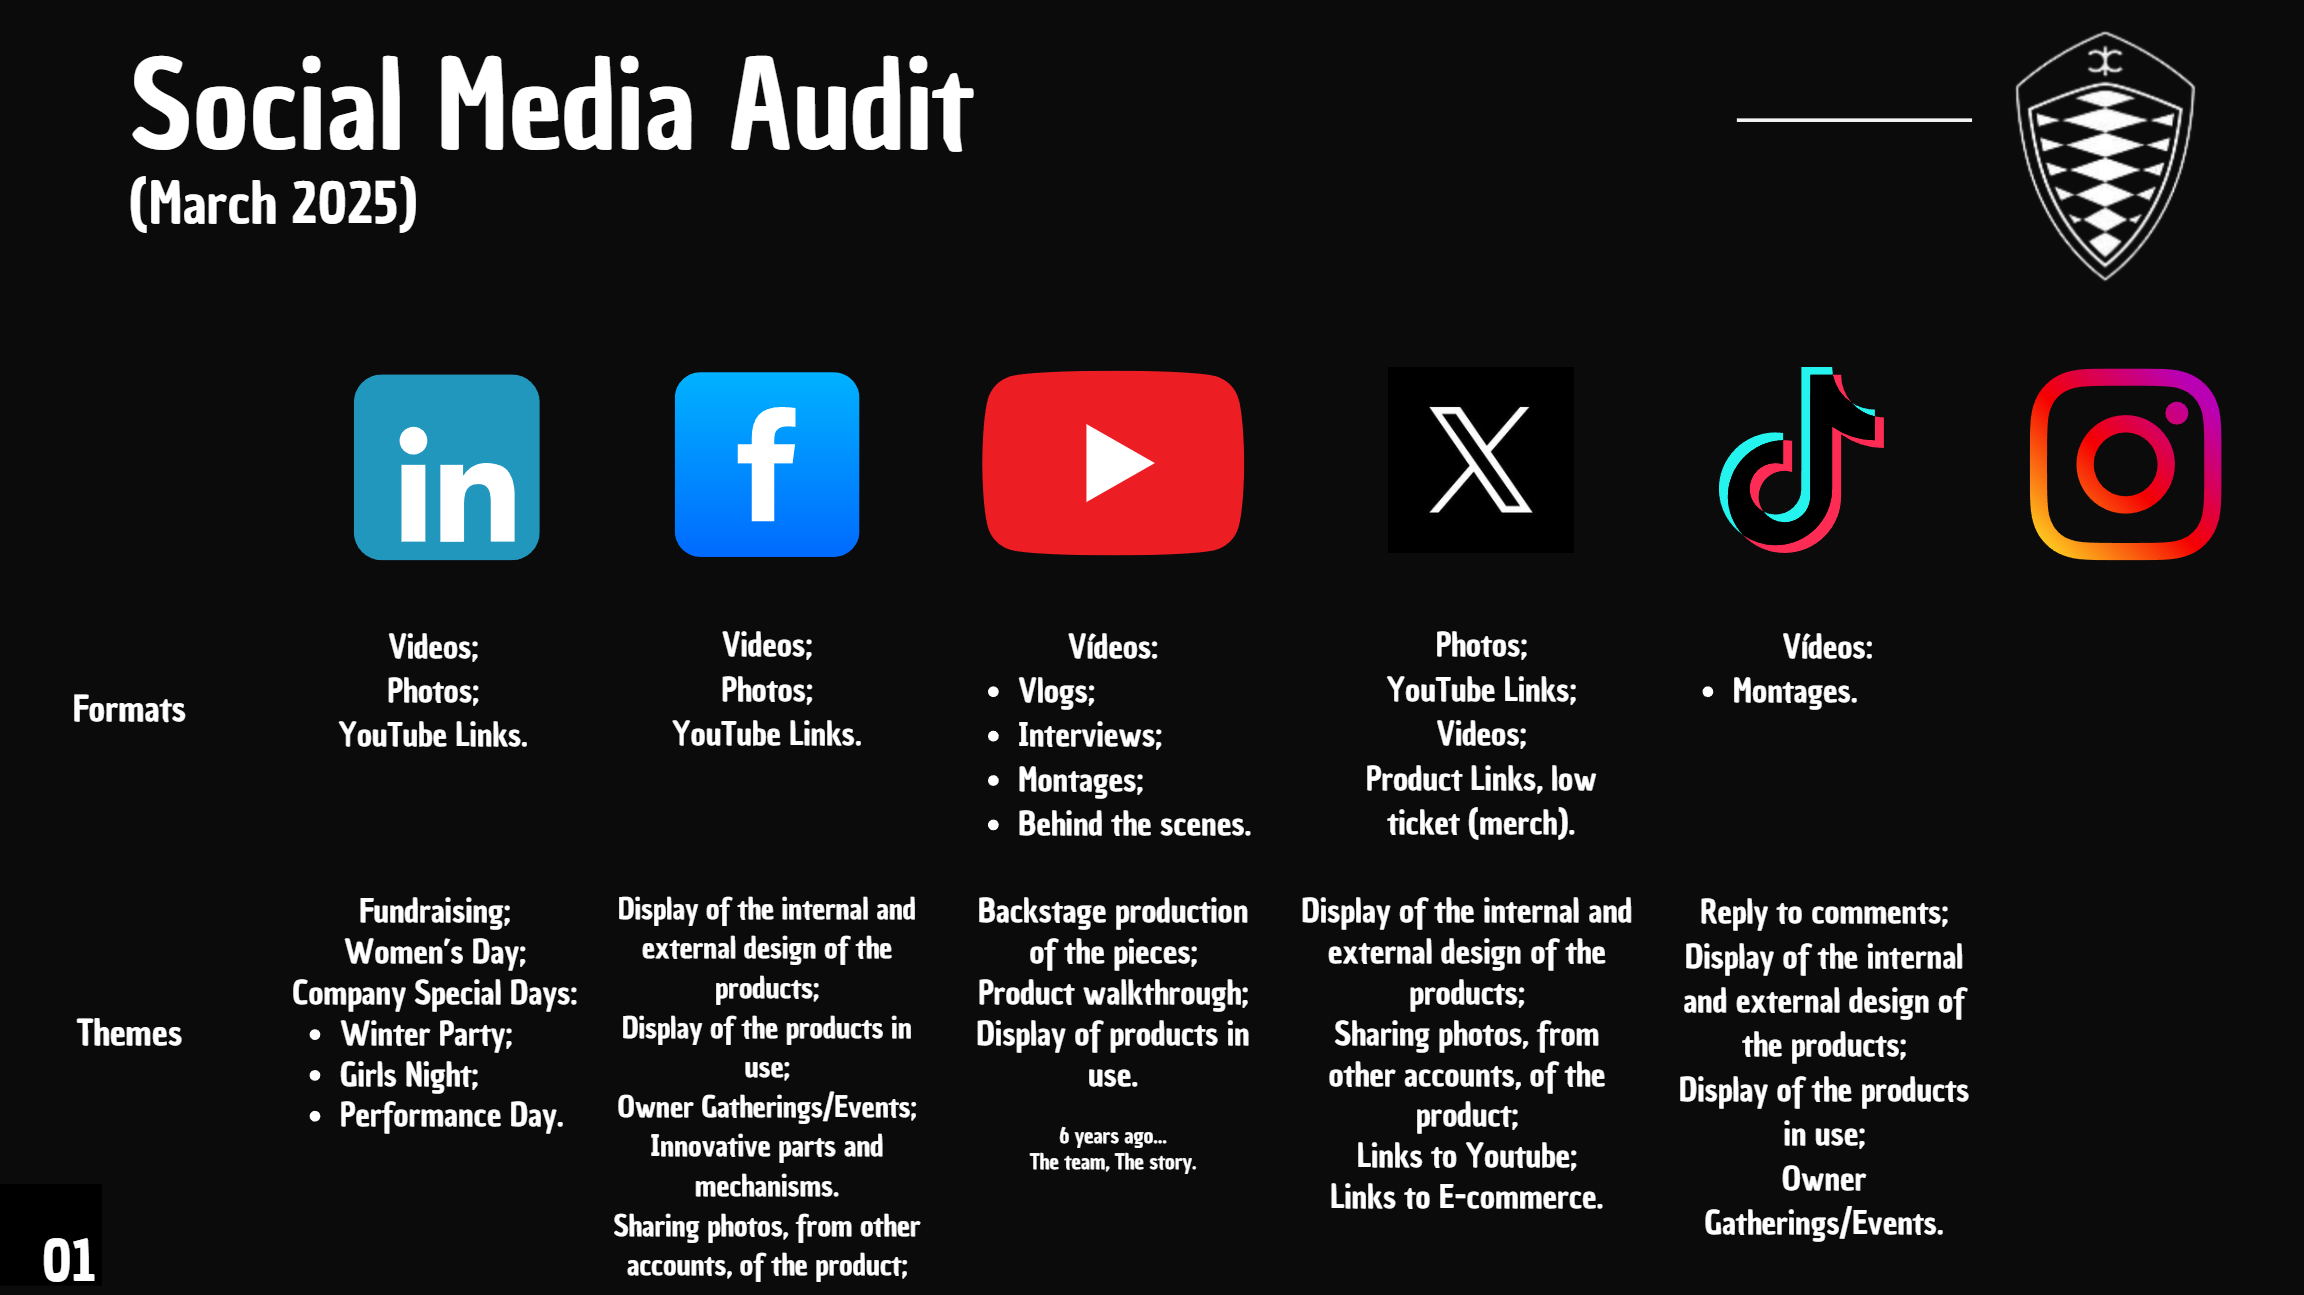 Social Media Audit
(March 2025)
in
f
X
Formats
Videos;
Photos;
YouTube Links.
Videos;
Photos;
YouTube Links.
Vídeos:
• Vlogs;
• Interviews;
• Montages;
• Behind the scenes.
Photos;
YouTube Links;
Videos;
Product Links, low
ticket (merch).
Vídeos:
• Montages.
Themes
Fundraising;
Women's Day;
Company Special Days:
• Winter Party;
• Girls Night;
• Performance Day.
Display of the internal and
external design of the
products;
Display of the products in
use;
Owner Gatherings/Events;
Innovative parts and
mechanisms.
Sharing photos, from other
accounts, of the product;
Backstage production
of the pieces;
Product walkthrough;
Display of products in
use.
6 years ago...
The team, The story.
Display of the internal and
external design of the
products;
Sharing photos, from
other accounts, of the
product;
Links to Youtube;
Links to E-commerce.
Reply to comments;
Display of the internal
and external design of
the products;
Display of the products
in use;
Owner
Gatherings/Events.
01